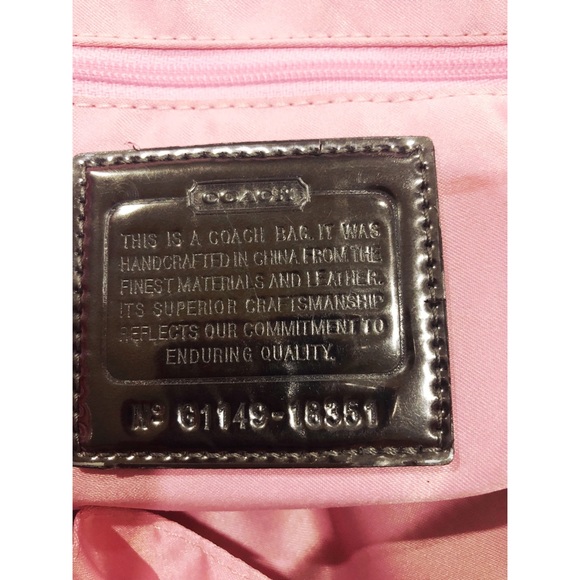 COACH
THIS IS A COACH BAG. IT WAS
HANDCRAFTED IN CHINA FROM THE
FINEST MATERIALS AND LEATHER.
ITS SUPERIOR CRAFTSMANSHIP
REFLECTS OUR COMMITMENT TO
ENDURING QUALITY.
Nº C1149-18351